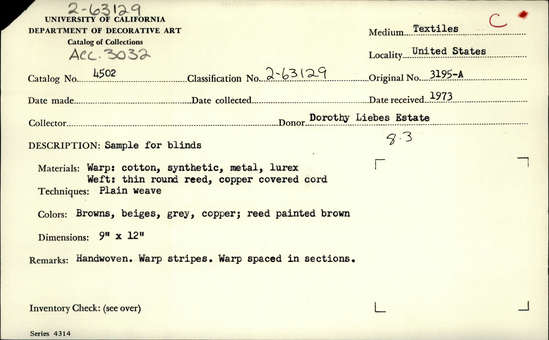 2-63129
UNIVERSITY OF CALIFORNIA
DEPARTMENT OF DECORATIVE ART
Catalog of Collections
Acc. 3032
C
Medium Textiles
Locality United States
Catalog No. 4502 Classification No. 2-63129 Original No. 3195-A
Date made Date collected Date received 1973
Collector Donor Dorothy Liebes Estate
8.3
DESCRIPTION: Sample for blinds
Materials: Warp: cotton, synthetic, metal, lurex
Weft: thin round reed, copper covered cord
Techniques: Plain weave
Colors: Browns, beiges, grey, copper; reed painted brown
Dimensions: 9" x 12"
Remarks: Handwoven. Warp stripes. Warp spaced in sections.
Inventory Check: (see over)
Series 4314